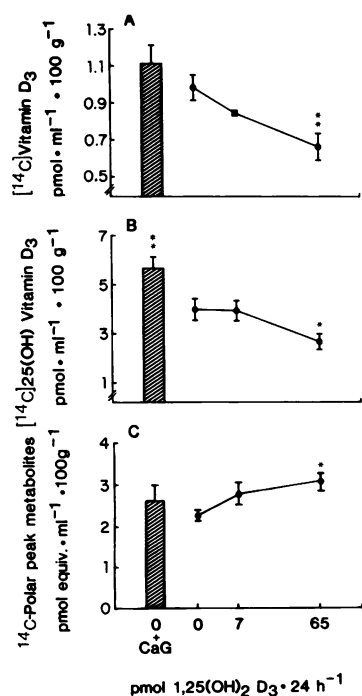 A
[¹⁴C]Vitamin D₃
pmol·ml⁻¹·100 g⁻¹
1.3
1.1
0.9
0.7
0.5
**
B
[¹⁴C]25(OH) Vitamin D₃
pmol·ml⁻¹·100 g⁻¹
7
5
3
1
**
*
C
¹⁴C-Polar peak metabolites
pmol equiv.·ml⁻¹·100g⁻¹
4
3
2
1
0
*
0 0 7 65
+
CaG
pmol 1,25(OH)₂ D₃·24 h⁻¹